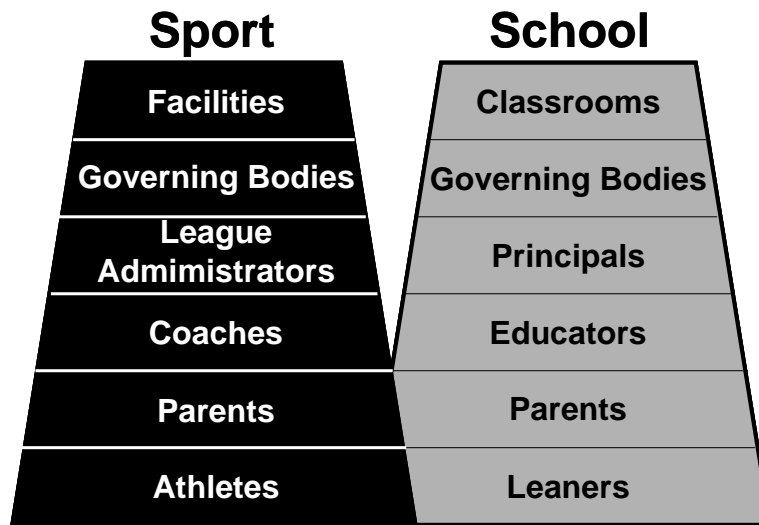 Sport
School
Facilities
Classrooms
Governing Bodies
Governing Bodies
League
Admimistrators
Principals
Coaches
Educators
Parents
Parents
Athletes
Leaners